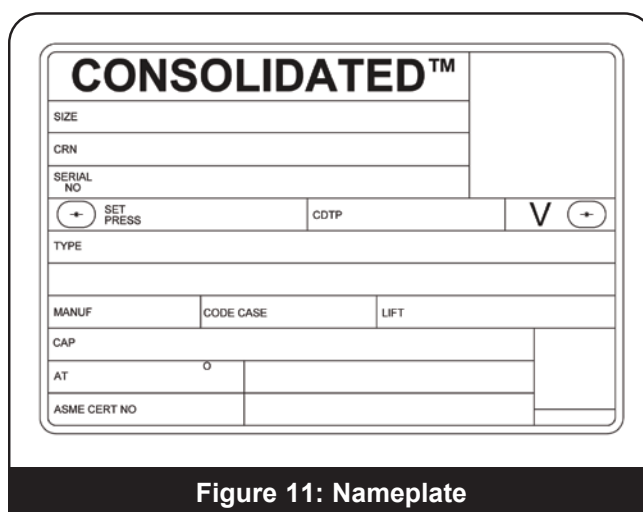 CONSOLIDATED™
SIZE
CRN
SERIAL
NO
SET
PRESS
CDTP
V
TYPE
MANUF
CODE CASE
LIFT
CAP
AT
O
ASME CERT NO
Figure 11: Nameplate